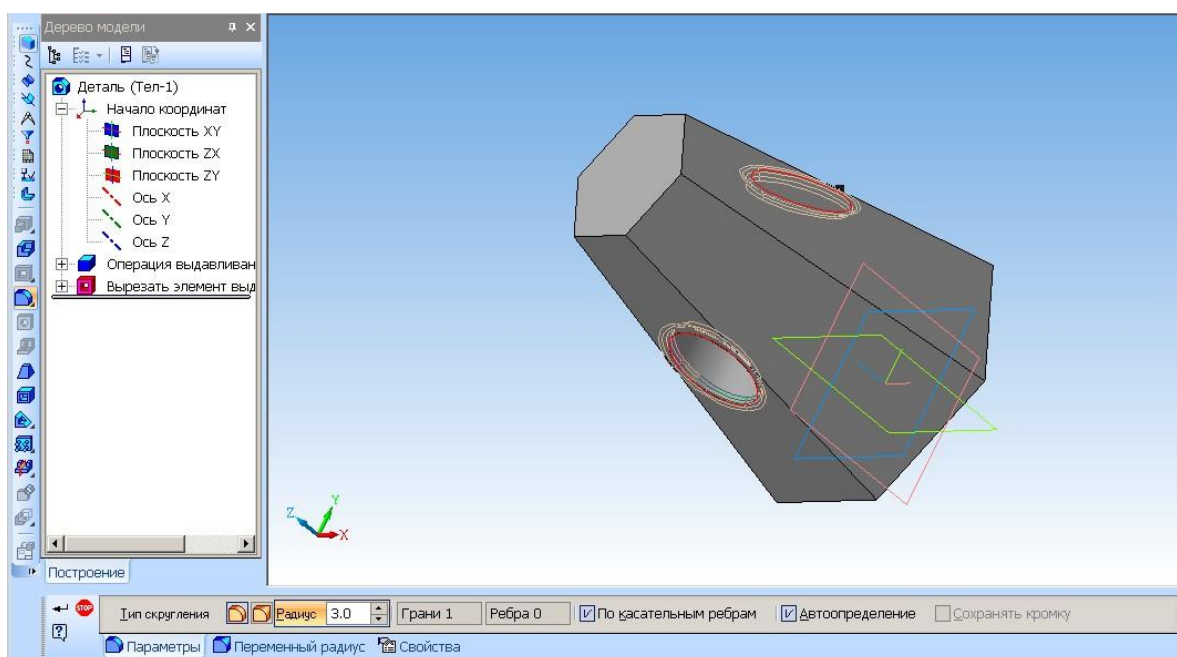 Дерево модели
Деталь (Тел-1)
Начало координат
Плоскость XY
Плоскость ZX
Плоскость ZY
Ось X
Ось Y
Ось Z
Операция выдавливан
Вырезать элемент выд
Построение
Z Y X
STOP Тип скругления Радиус 3.0 Грани 1 Ребра 0 По касательным ребрам Автоопределение Сохранять кромку
Параметры Переменный радиус Свойства